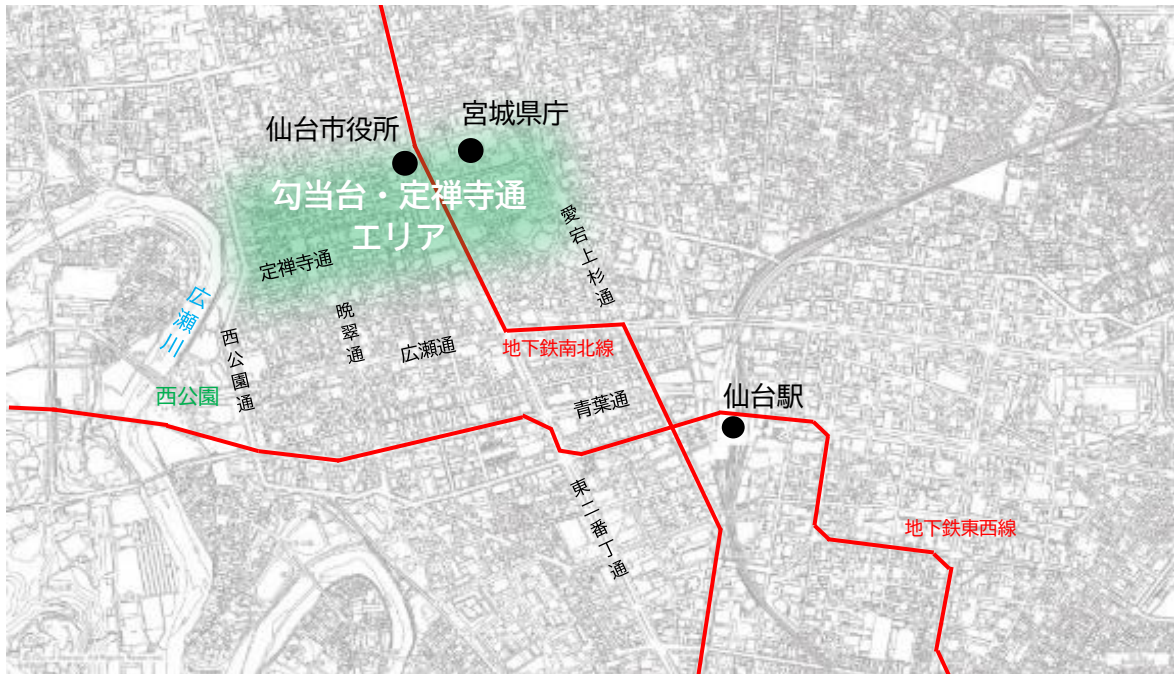 宮城県庁
仙台市役所
勾当台・定禅寺通
エリア
愛宕上杉通
定禅寺通
広瀬川
晩翠通
西公園通
広瀬通
地下鉄南北線
西公園
青葉通
仙台駅
東二番丁通
地下鉄東西線